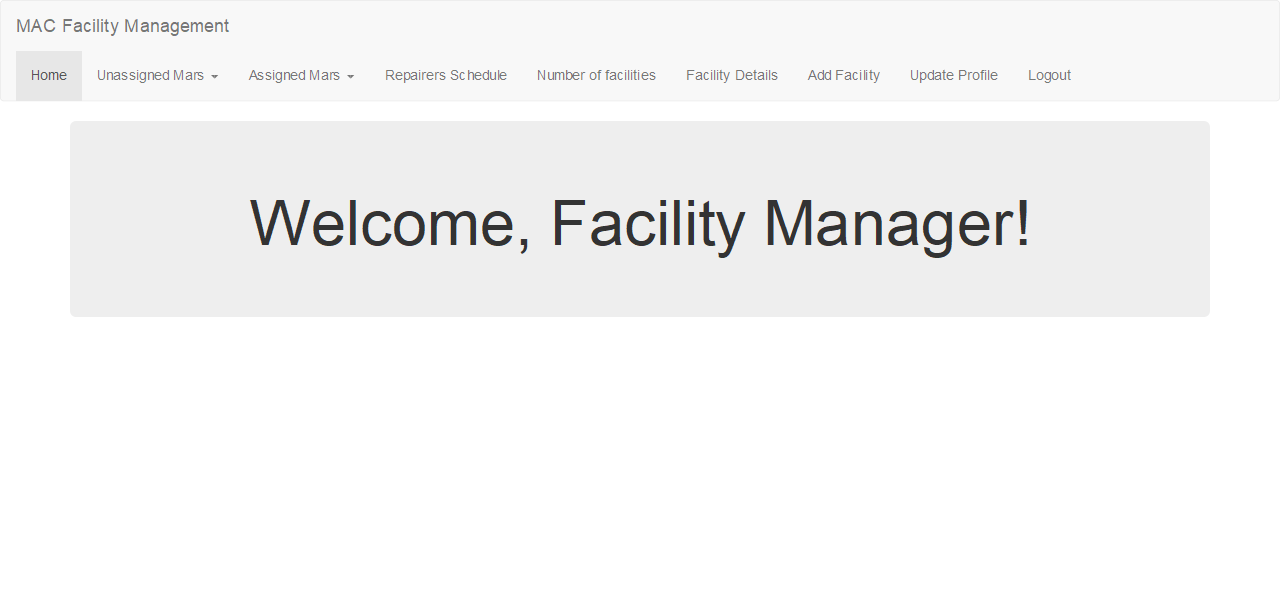 MAC Facility Management
Home Unassigned Mars Assigned Mars Repairers Schedule Number of facilities Facility Details Add Facility Update Profile Logout
Welcome, Facility Manager!